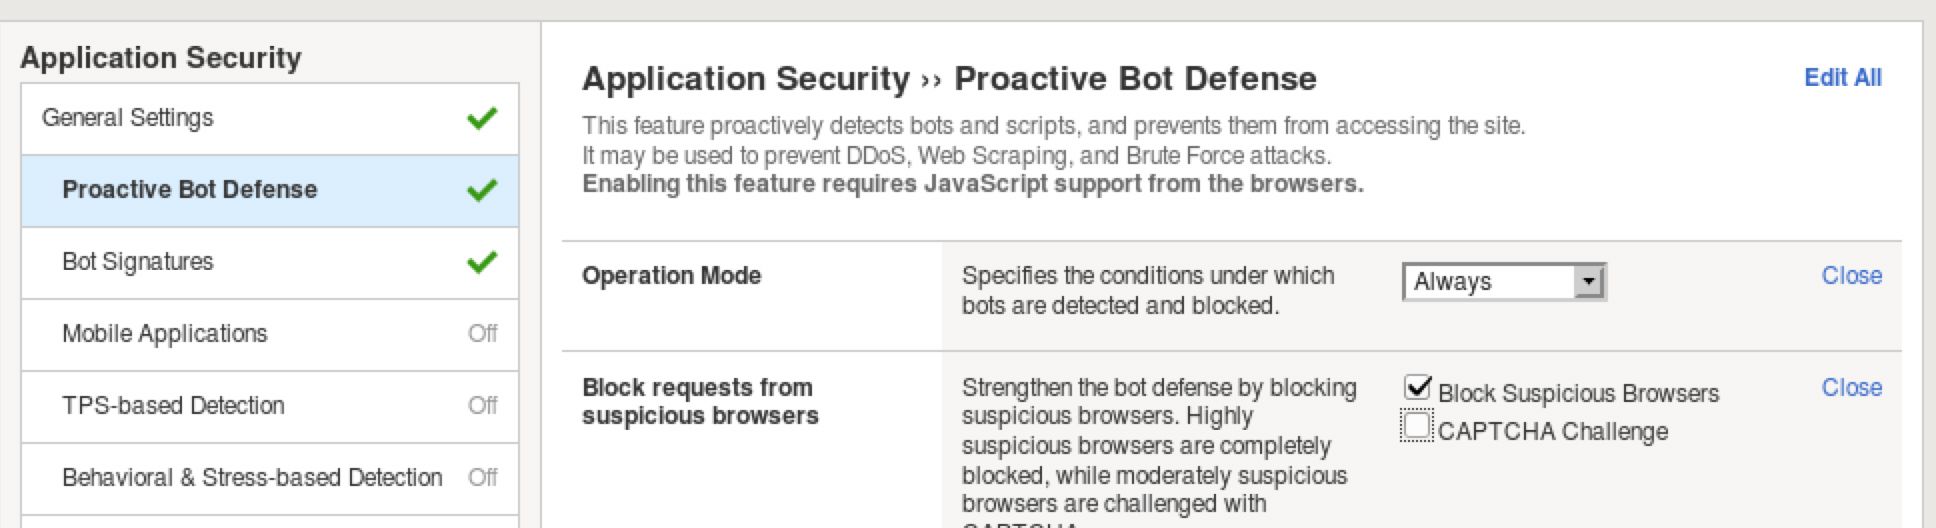 Application Security
General Settings
Proactive Bot Defense
Bot Signatures
Mobile Applications Off
TPS-based Detection Off
Behavioral & Stress-based Detection Off
Application Security ›› Proactive Bot Defense
Edit All
This feature proactively detects bots and scripts, and prevents them from accessing the site.
It may be used to prevent DDoS, Web Scraping, and Brute Force attacks.
Enabling this feature requires JavaScript support from the browsers.
Operation Mode
Specifies the conditions under which
bots are detected and blocked.
Always
Close
Block requests from
suspicious browsers
Strengthen the bot defense by blocking
suspicious browsers. Highly
suspicious browsers are completely
blocked, while moderately suspicious
browsers are challenged with
Block Suspicious Browsers
CAPTCHA Challenge
Close